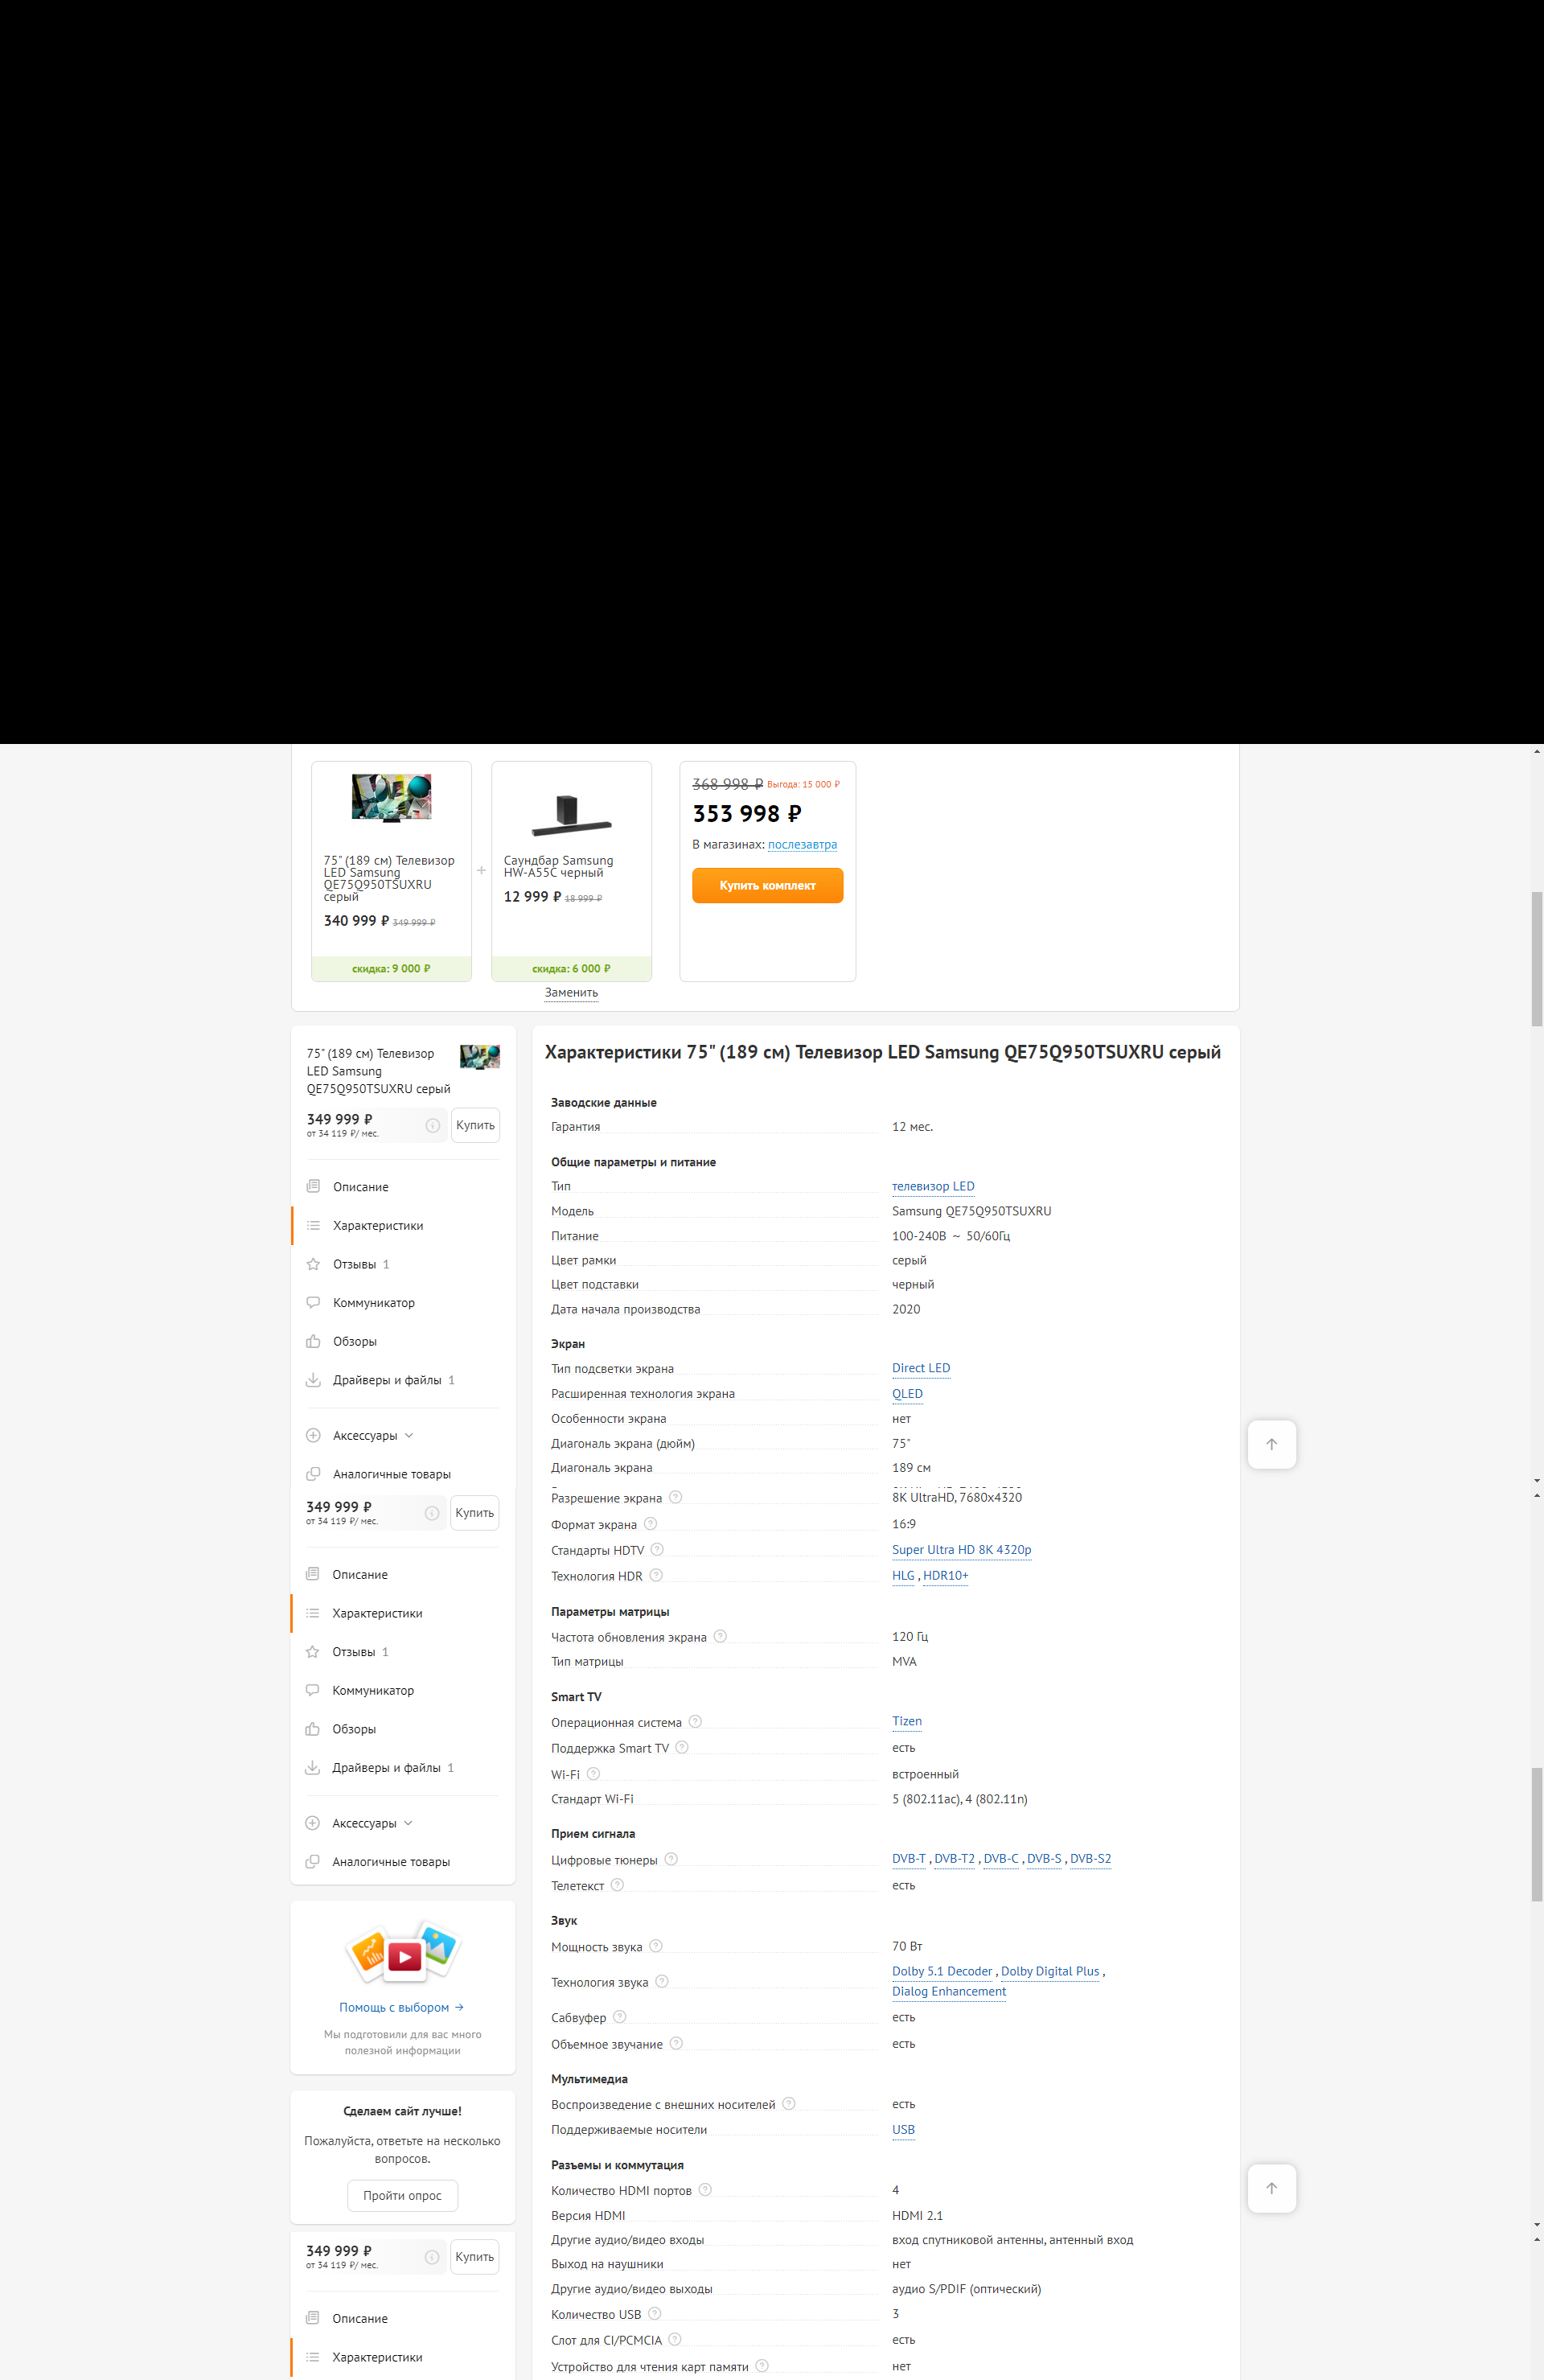 75" (189 см) Телевизор
LED Samsung
QE75Q950TSUXRU
серый
340 999 ₽ 349 999 ₽
скидка: 9 000 ₽
+
Саундбар Samsung
HW-A55C черный
12 999 ₽ 18 999 ₽
скидка: 6 000 ₽
Заменить
368 998 ₽ Выгода: 15 000 ₽
353 998 ₽
В магазинах: послезавтра
Купить комплект
75" (189 см) Телевизор
LED Samsung
QE75Q950TSUXRU серый
349 999 ₽
от 34 119 ₽/ мес.
Купить
Описание
Характеристики
Отзывы 1
Коммуникатор
Обзоры
Драйверы и файлы 1
Аксессуары
Аналогичные товары
349 999 ₽
от 34 119 ₽/ мес.
Купить
Описание
Характеристики
Отзывы 1
Коммуникатор
Обзоры
Драйверы и файлы 1
Аксессуары
Аналогичные товары
Помощь с выбором →
Мы подготовили для вас много
полезной информации
Сделаем сайт лучше!
Пожалуйста, ответьте на несколько
вопросов.
Пройти опрос
349 999 ₽
от 34 119 ₽/ мес.
Купить
Описание
Характеристики
Характеристики 75" (189 см) Телевизор LED Samsung QE75Q950TSUXRU серый
Заводские данные
Гарантия 12 мес.
Общие параметры и питание
Тип телевизор LED
Модель Samsung QE75Q950TSUXRU
Питание 100-240В ~ 50/60Гц
Цвет рамки серый
Цвет подставки черный
Дата начала производства 2020
Экран
Тип подсветки экрана Direct LED
Расширенная технология экрана QLED
Особенности экрана нет
Диагональ экрана (дюйм) 75"
Диагональ экрана 189 см
Разрешение экрана 8K UltraHD, 7680x4320
Формат экрана 16:9
Стандарты HDTV Super Ultra HD 8K 4320p
Технология HDR HLG , HDR10+
Параметры матрицы
Частота обновления экрана 120 Гц
Тип матрицы MVA
Smart TV
Операционная система Tizen
Поддержка Smart TV есть
Wi-Fi встроенный
Стандарт Wi-Fi 5 (802.11ac), 4 (802.11n)
Прием сигнала
Цифровые тюнеры DVB-T , DVB-T2 , DVB-C , DVB-S , DVB-S2
Телетекст есть
Звук
Мощность звука 70 Вт
Технология звука Dolby 5.1 Decoder , Dolby Digital Plus ,
Dialog Enhancement
Сабвуфер есть
Объемное звучание есть
Мультимедиа
Воспроизведение с внешних носителей есть
Поддерживаемые носители USB
Разъемы и коммутация
Количество HDMI портов 4
Версия HDMI HDMI 2.1
Другие аудио/видео входы вход спутниковой антенны, антенный вход
Выход на наушники нет
Другие аудио/видео выходы аудио S/PDIF (оптический)
Количество USB 3
Слот для CI/PCMCIA есть
Устройство для чтения карт памяти нет